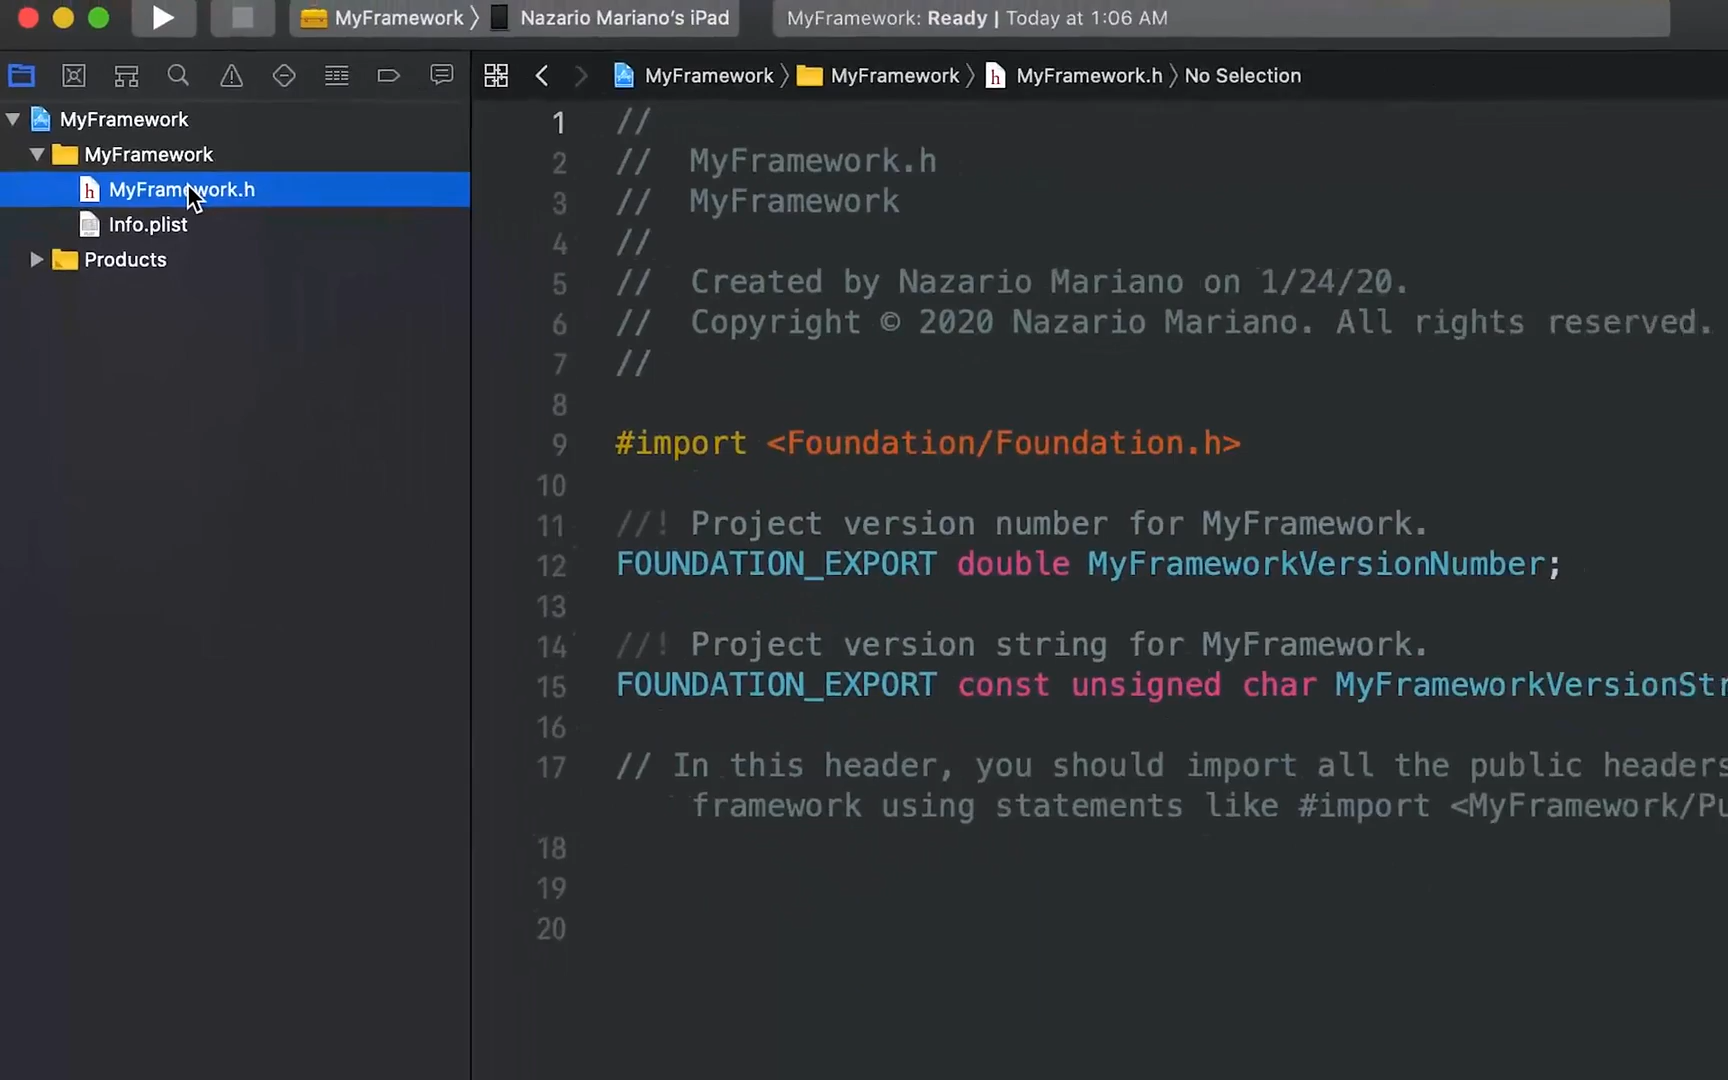 MyFramework
Nazario Mariano's iPad
MyFramework: Ready | Today at 1:06 AM
MyFramework
MyFramework
MyFramework.h
No Selection
MyFramework
MyFramework
h MyFramework.h
Info.plist
Products
1 //
2 // MyFramework.h
3 // MyFramework
4 //
5 // Created by Nazario Mariano on 1/24/20.
6 // Copyright © 2020 Nazario Mariano. All rights reserved.
7 //
8
9 #import <Foundation/Foundation.h>
10
11 //! Project version number for MyFramework.
12 FOUNDATION_EXPORT double MyFrameworkVersionNumber;
13
14 //! Project version string for MyFramework.
15 FOUNDATION_EXPORT const unsigned char MyFrameworkVersionStr
16
17 // In this header, you should import all the public headers
framework using statements like #import <MyFramework/Pu
18
19
20